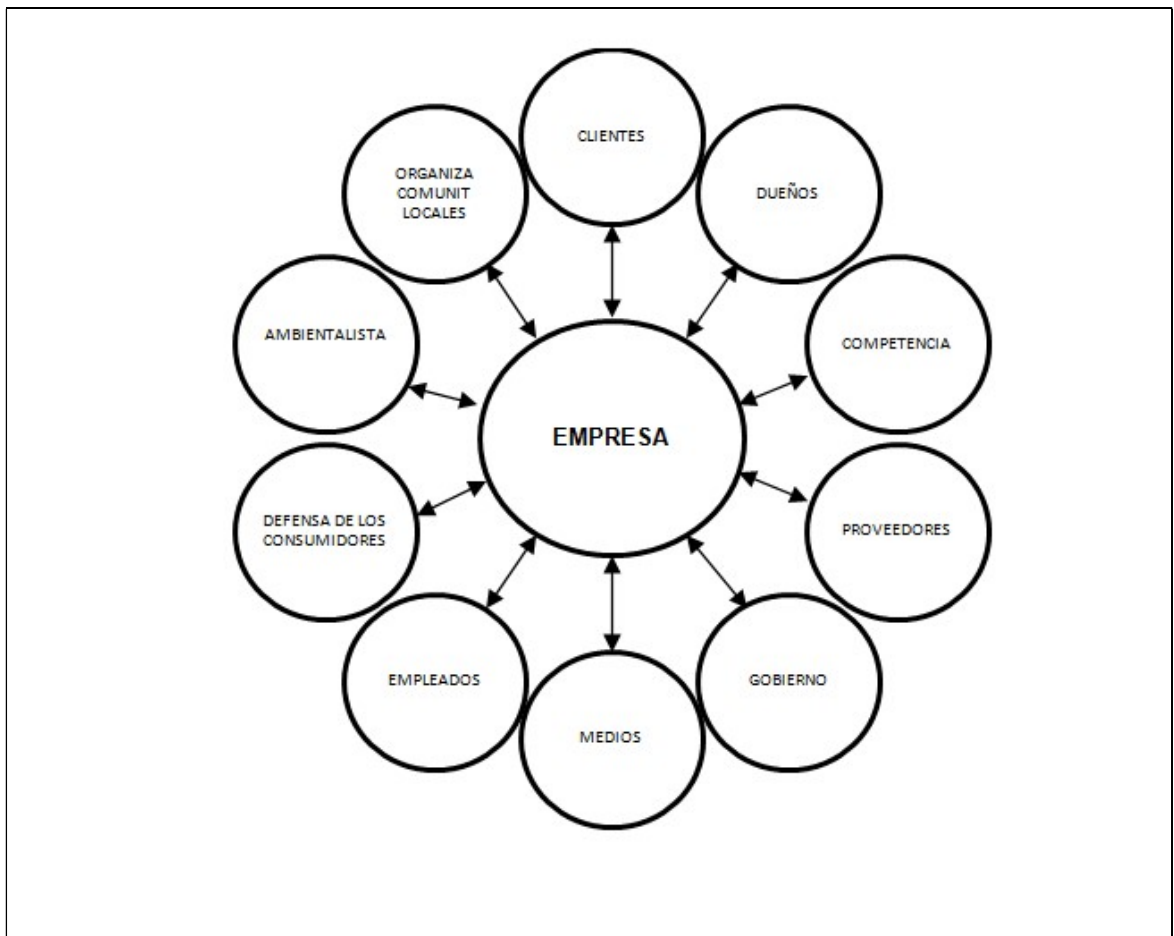 CLIENTES
DUEÑOS
COMPETENCIA
PROVEEDORES
GOBIERNO
MEDIOS
EMPLEADOS
DEFENSA DE LOS
CONSUMIDORES
AMBIENTALISTA
ORGANIZA
COMUNIT
LOCALES
EMPRESA